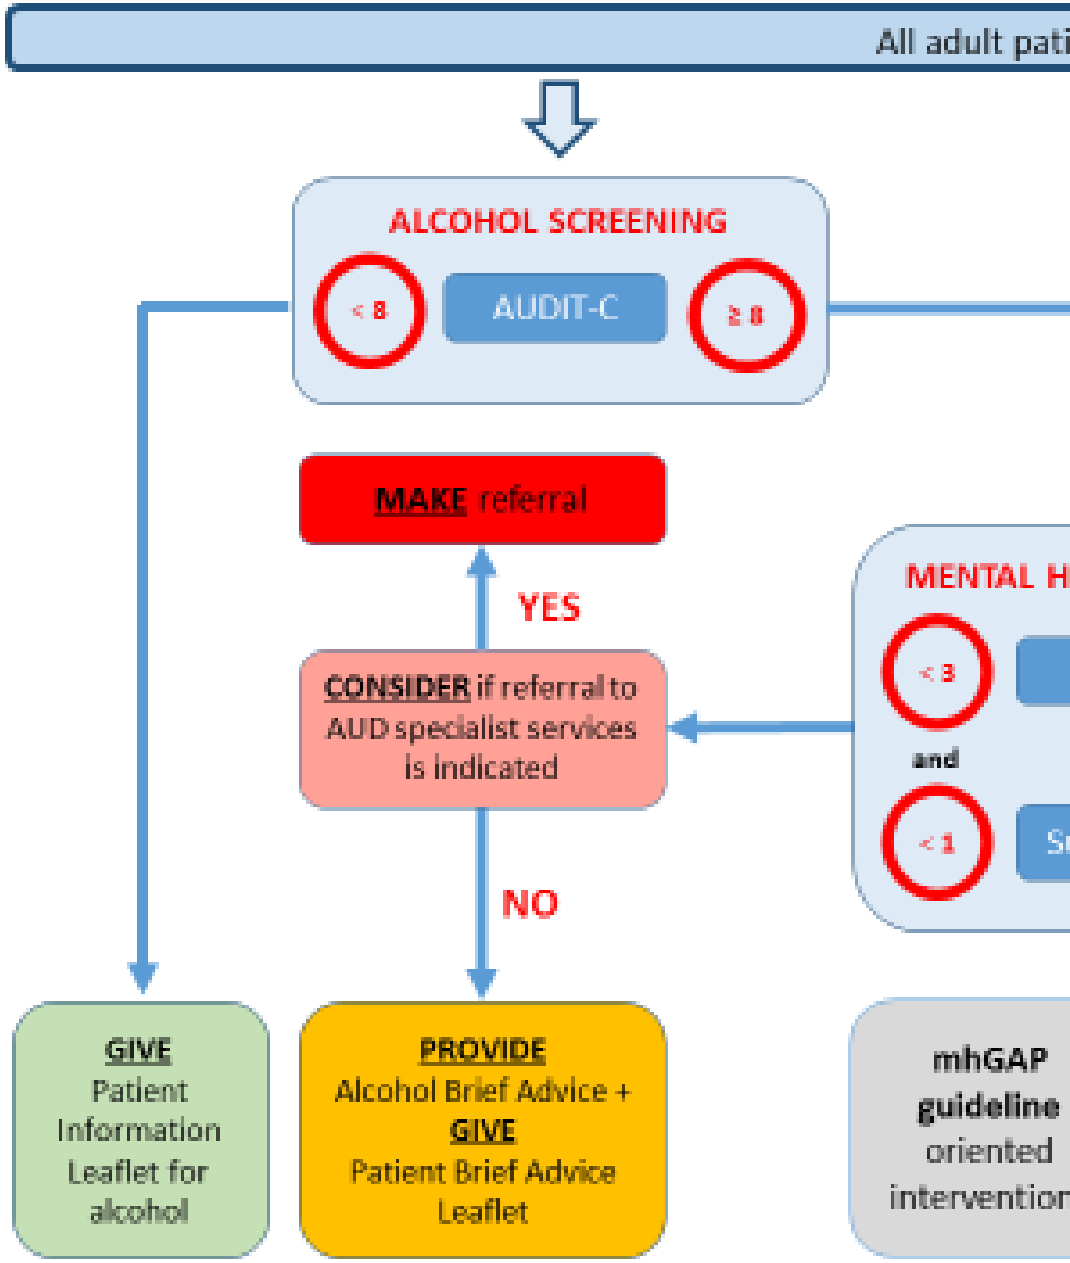 All adult
ALCOHOL SCREENING
< 8
AUDIT-C
≥ 8
MAKE referral
YES
CONSIDER if referral to
AUD specialist services
is indicated
MENTAL
< 3
and
< 1
NO
GIVE
Patient
Information
Leaflet for
alcohol
PROVIDE
Alcohol Brief Advice +
GIVE
Patient Brief Advice
Leaflet
mhGAP
guideline
oriented
intervention